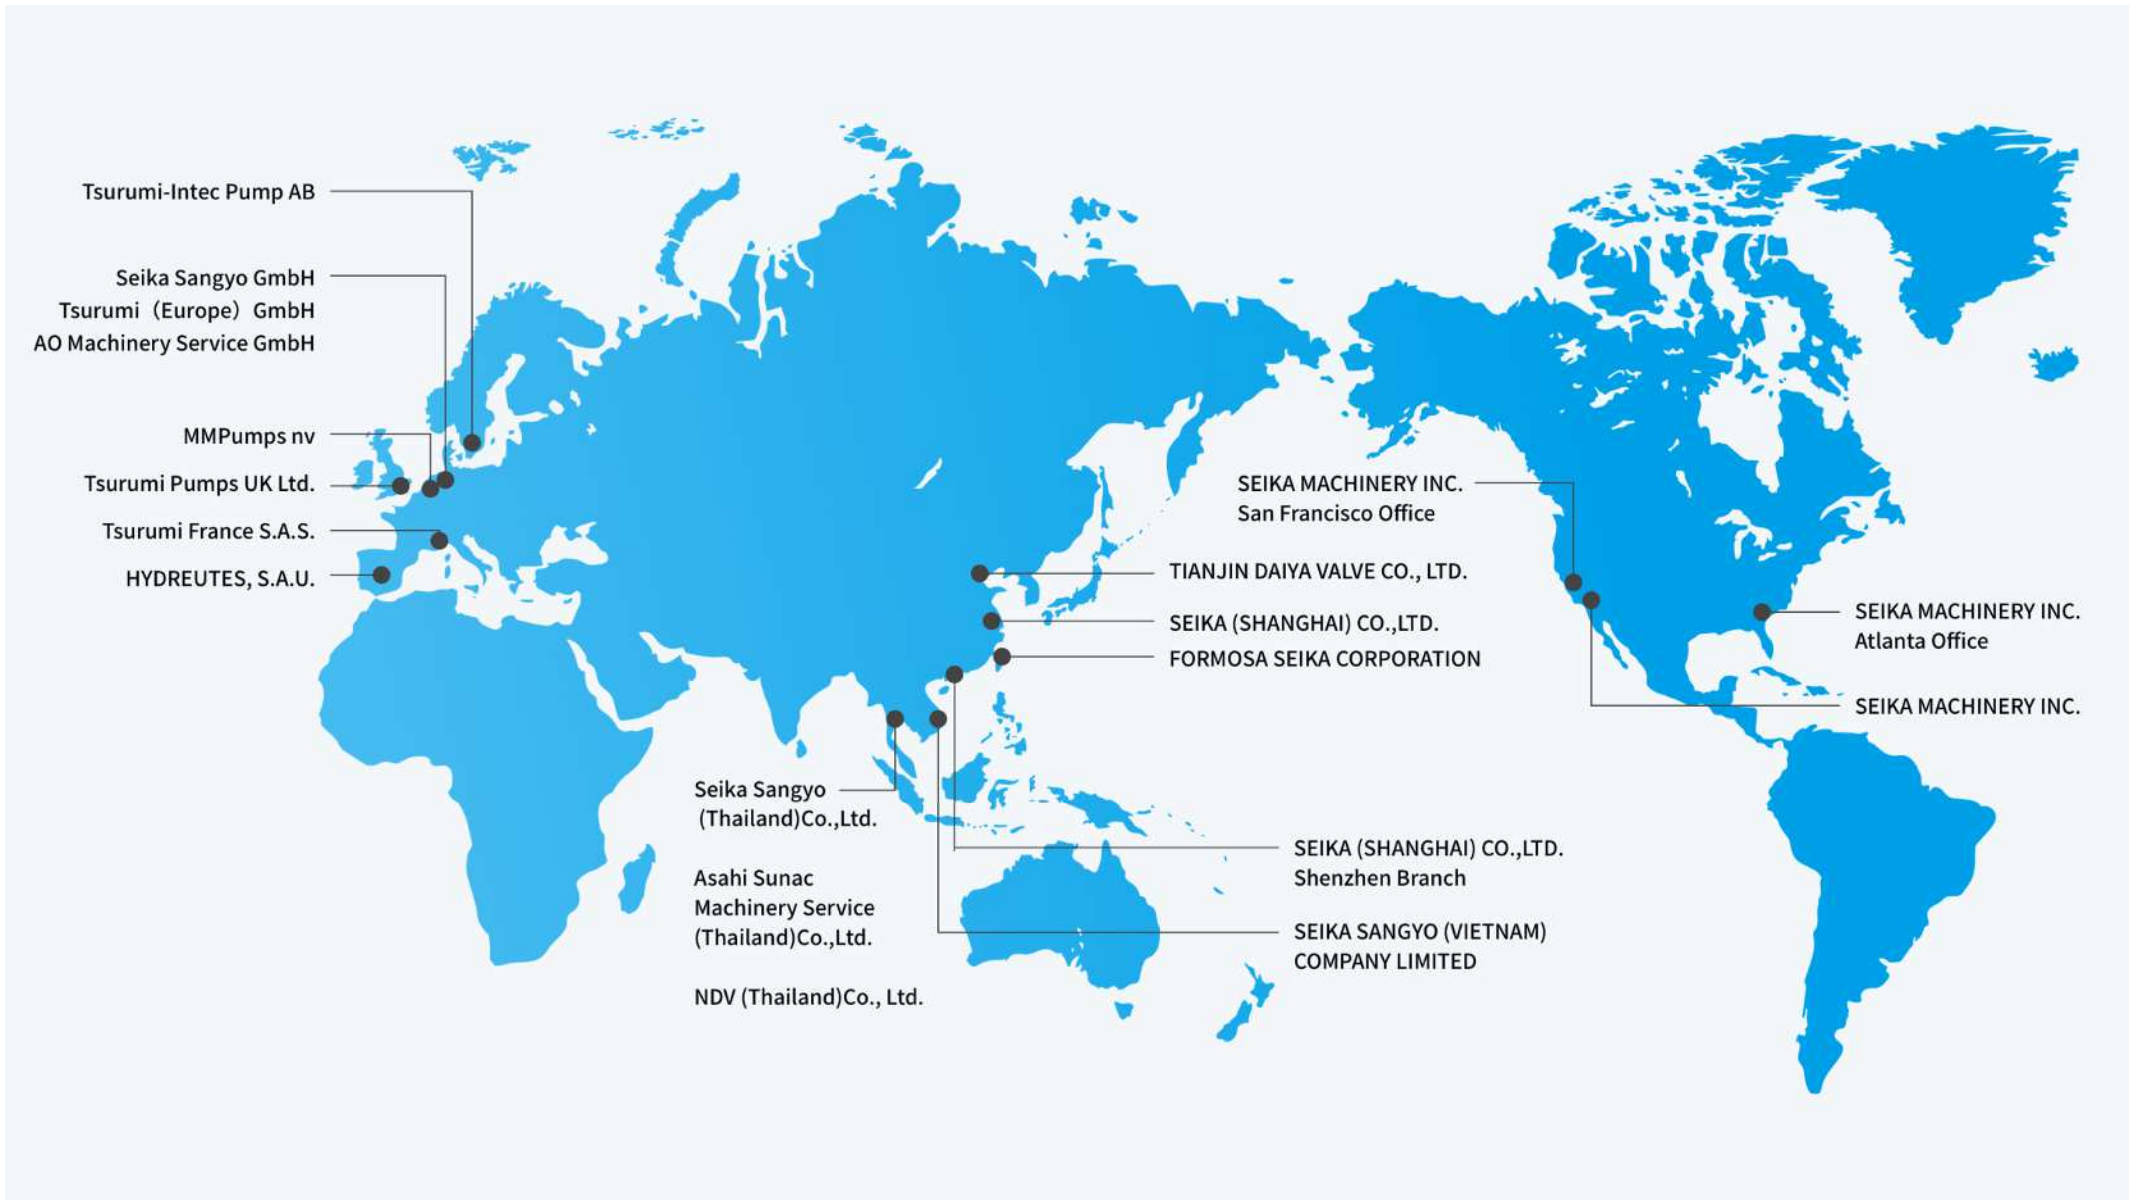 Tsurumi-Intec Pump AB
Seika Sangyo GmbH
Tsurumi（Europe）GmbH
AO Machinery Service GmbH
MMPumps nv
Tsurumi Pumps UK Ltd.
Tsurumi France S.A.S.
HYDREUTES, S.A.U.
SEIKA MACHINERY INC.
San Francisco Office
TIANJIN DAIYA VALVE CO., LTD.
SEIKA (SHANGHAI) CO.,LTD.
FORMOSA SEIKA CORPORATION
SEIKA MACHINERY INC.
Atlanta Office
SEIKA MACHINERY INC.
Seika Sangyo
(Thailand)Co.,Ltd.
Asahi Sunac
Machinery Service
(Thailand)Co.,Ltd.
NDV (Thailand)Co., Ltd.
SEIKA (SHANGHAI) CO.,LTD.
Shenzhen Branch
SEIKA SANGYO (VIETNAM)
COMPANY LIMITED